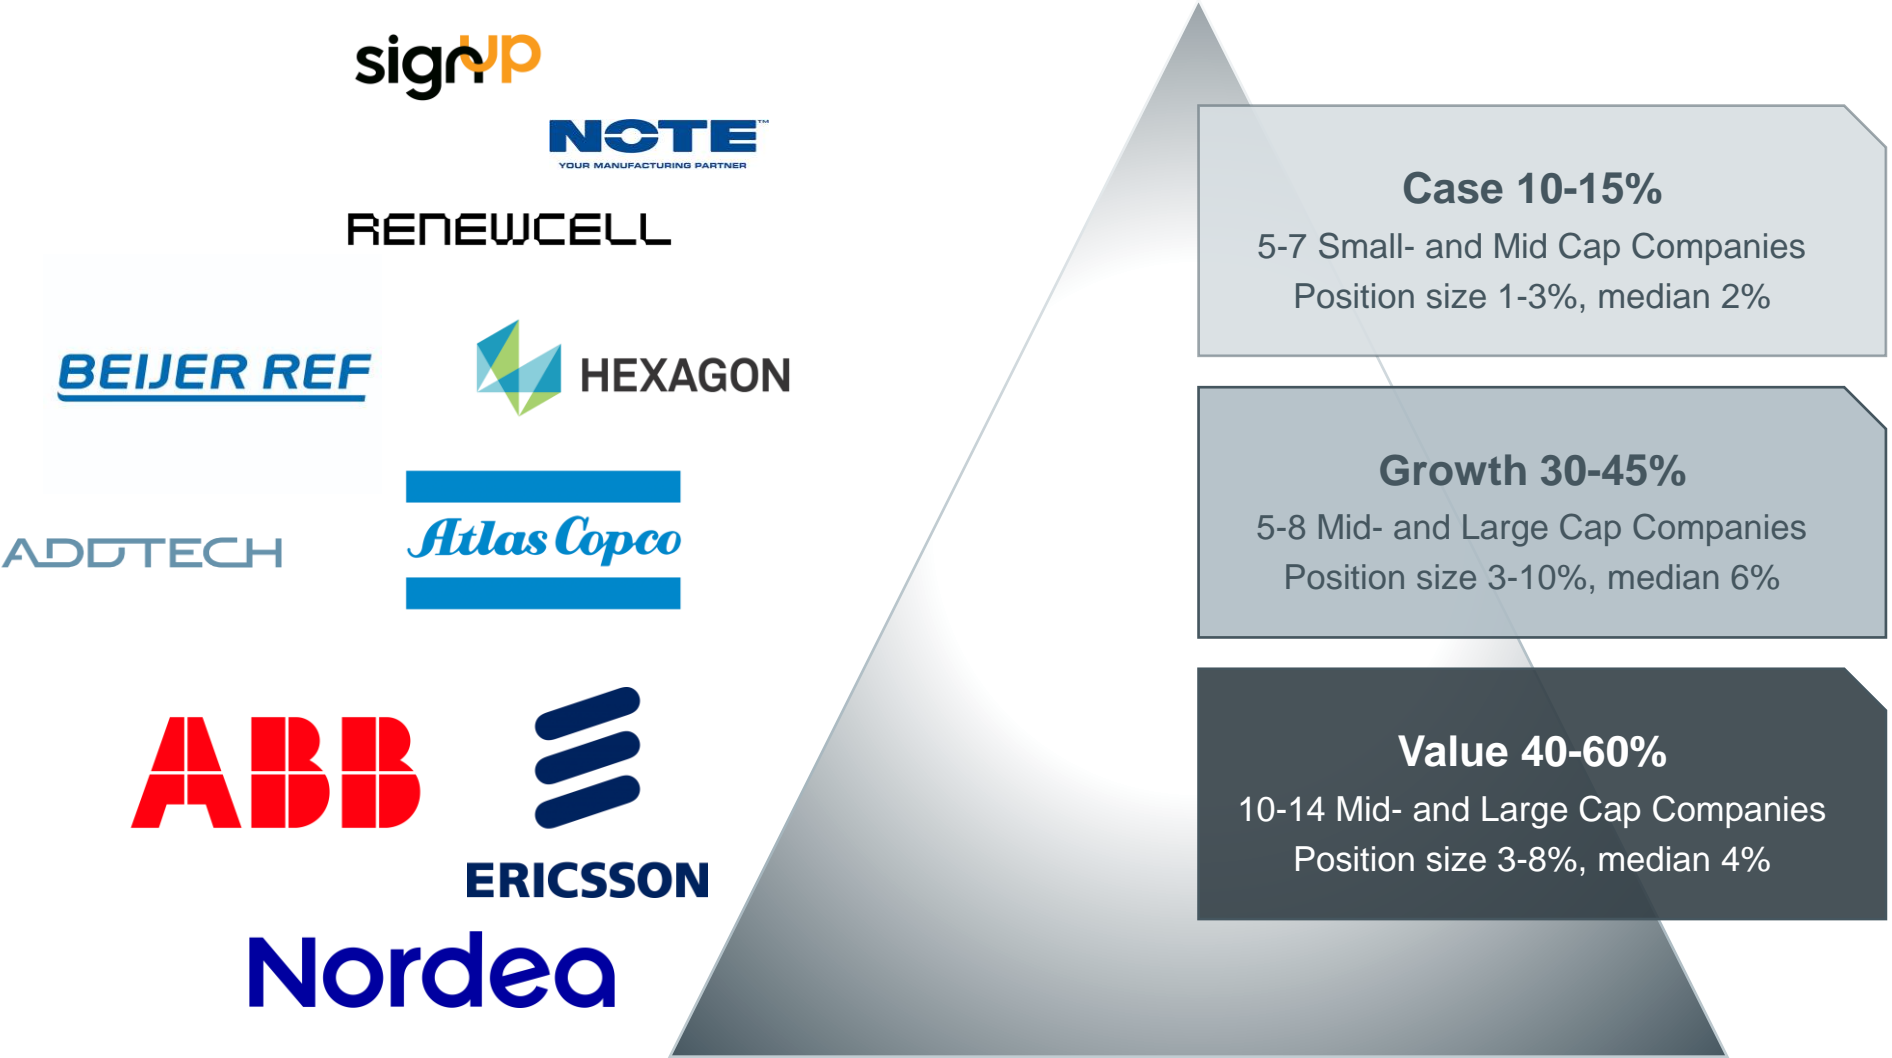 signUP
NOTE™
YOUR MANUFACTURING PARTNER
RENEWCELL
BEIJER REF
HEXAGON
ADDTECH
Atlas Copco
ABB
ERICSSON
Nordea
Case 10-15%
5-7 Small- and Mid Cap Companies
Position size 1-3%, median 2%
Growth 30-45%
5-8 Mid- and Large Cap Companies
Position size 3-10%, median 6%
Value 40-60%
10-14 Mid- and Large Cap Companies
Position size 3-8%, median 4%